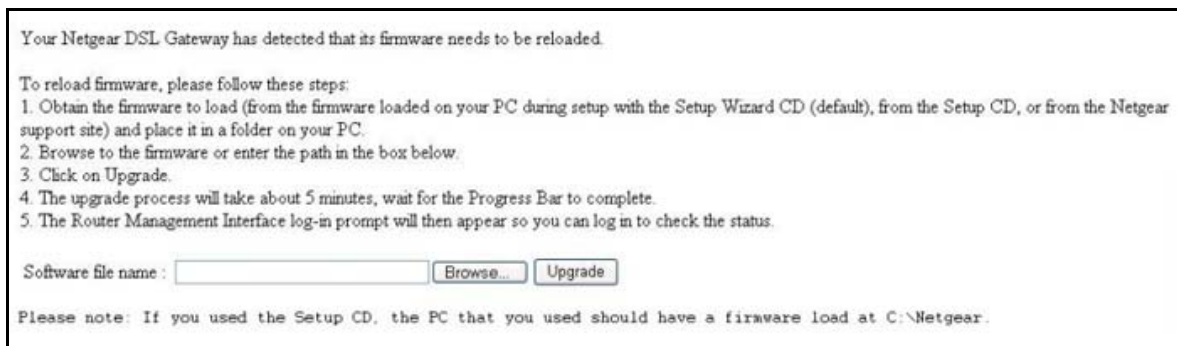 Your Netgear DSL Gateway has detected that its firmware needs to be reloaded.
To reload firmware, please follow these steps:
1. Obtain the firmware to load (from the firmware loaded on your PC during setup with the Setup Wizard CD (default), from the Setup CD, or from the Netgear
support site) and place it in a folder on your PC.
2. Browse to the firmware or enter the path in the box below.
3. Click on Upgrade.
4. The upgrade process will take about 5 minutes, wait for the Progress Bar to complete.
5. The Router Management Interface log-in prompt will then appear so you can log in to check the status.
Software file name : Browse... Upgrade
Please note: If you used the Setup CD, the PC that you used should have a firmware load at C:\Netgear.